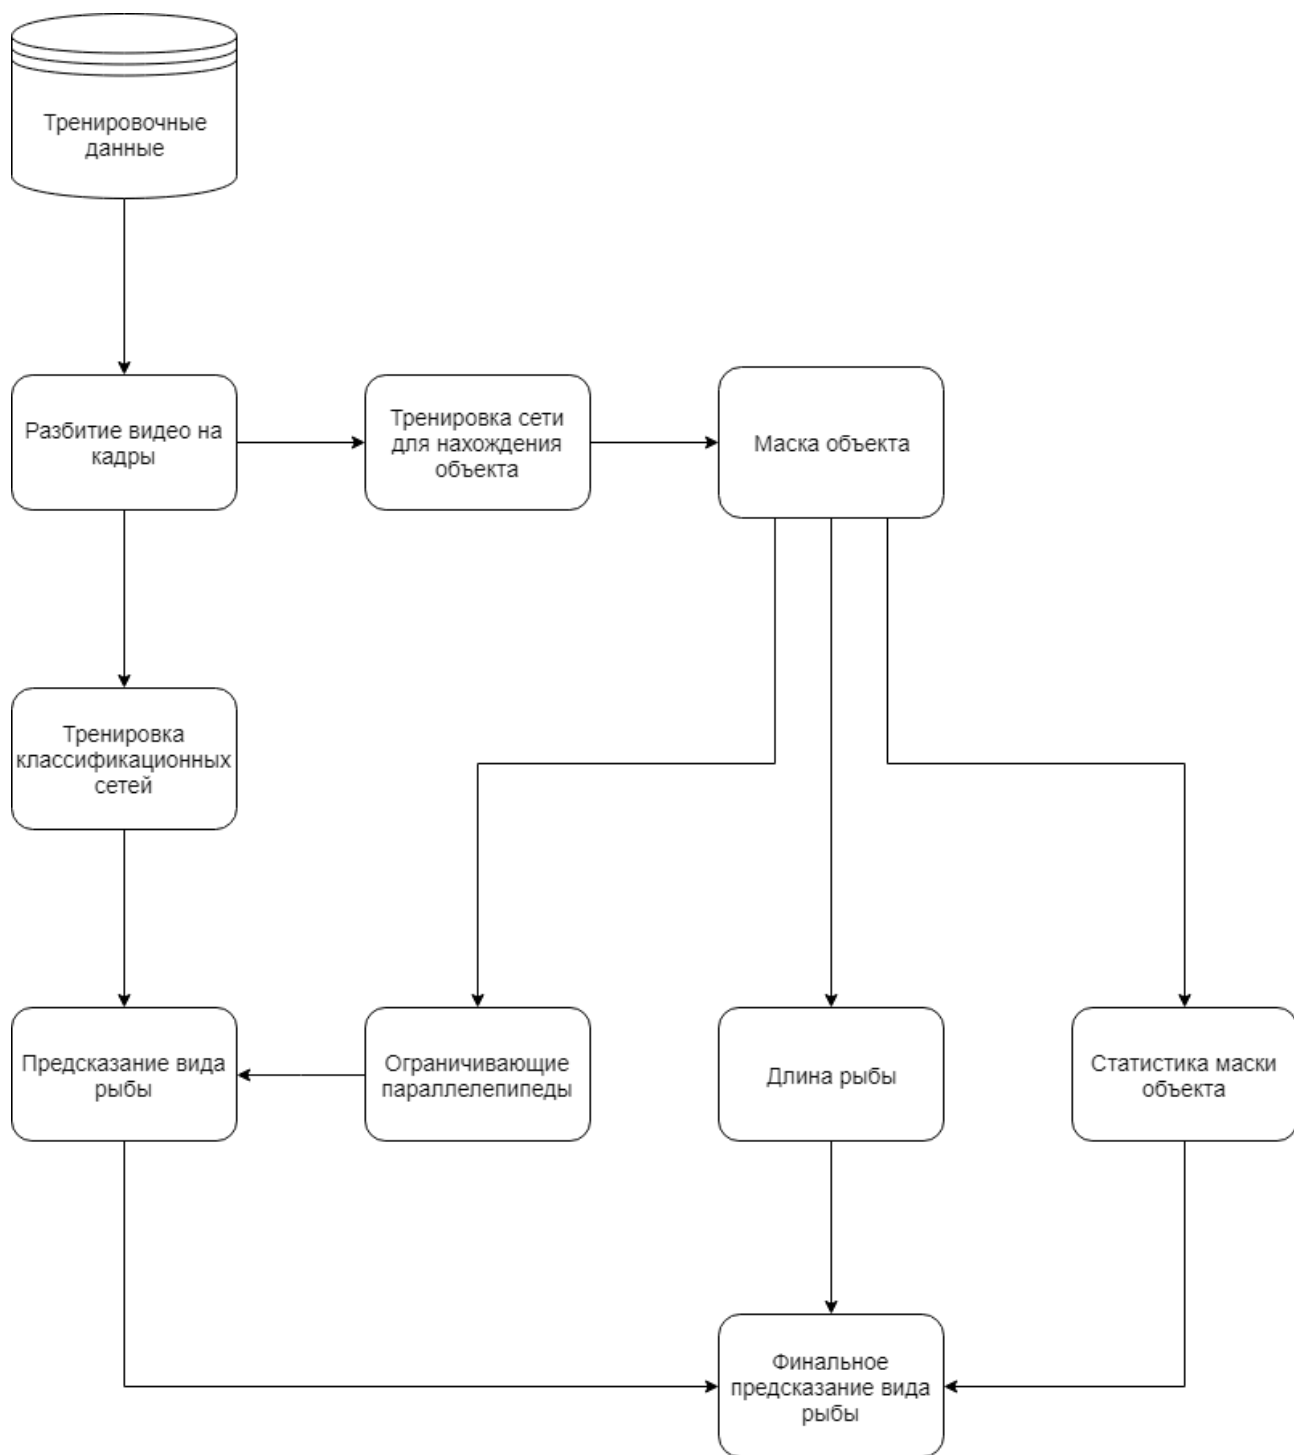 Тренировочные
данные
Разбитие видео на
кадры
Тренировка сети
для нахождения
объекта
Маска объекта
Тренировка
классификационных
сетей
Предсказание вида
рыбы
Ограничивающие
параллелепипеды
Длина рыбы
Статистика маски
объекта
Финальное
предсказание вида
рыбы